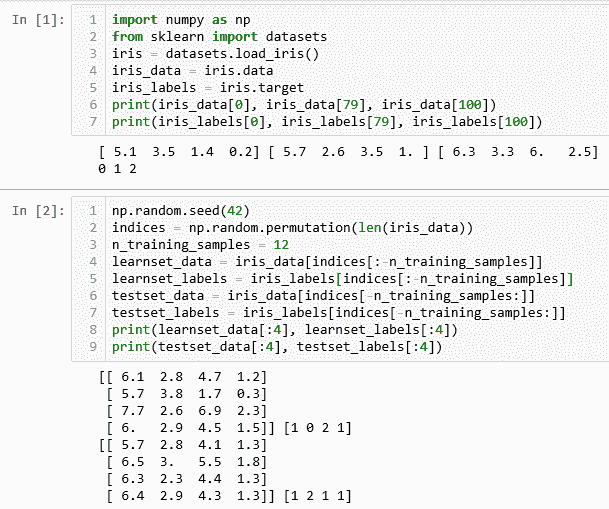 In [1]:
1 import numpy as np
2 from sklearn import datasets
3 iris = datasets.load_iris()
4 iris_data = iris.data
5 iris_labels = iris.target
6 print(iris_data[0], iris_data[79], iris_data[100])
7 print(iris_labels[0], iris_labels[79], iris_labels[100])
[ 5.1  3.5  1.4  0.2] [ 5.7  2.6  3.5  1. ] [ 6.3  3.3  6.   2.5]
0 1 2
In [2]:
1 np.random.seed(42)
2 indices = np.random.permutation(len(iris_data))
3 n_training_samples = 12
4 learnset_data = iris_data[indices[:-n_training_samples]]
5 learnset_labels = iris_labels[indices[:-n_training_samples]]
6 testset_data = iris_data[indices[-n_training_samples:]]
7 testset_labels = iris_labels[indices[-n_training_samples:]]
8 print(learnset_data[:4], learnset_labels[:4])
9 print(testset_data[:4], testset_labels[:4])
[[ 6.1  2.8  4.7  1.2]
 [ 5.7  3.8  1.7  0.3]
 [ 7.7  2.6  6.9  2.3]
 [ 6.   2.9  4.5  1.5]] [1 0 2 1]
[[ 5.7  2.8  4.1  1.3]
 [ 6.5  3.   5.5  1.8]
 [ 6.3  2.3  4.4  1.3]
 [ 6.4  2.9  4.3  1.3]] [1 2 1 1]